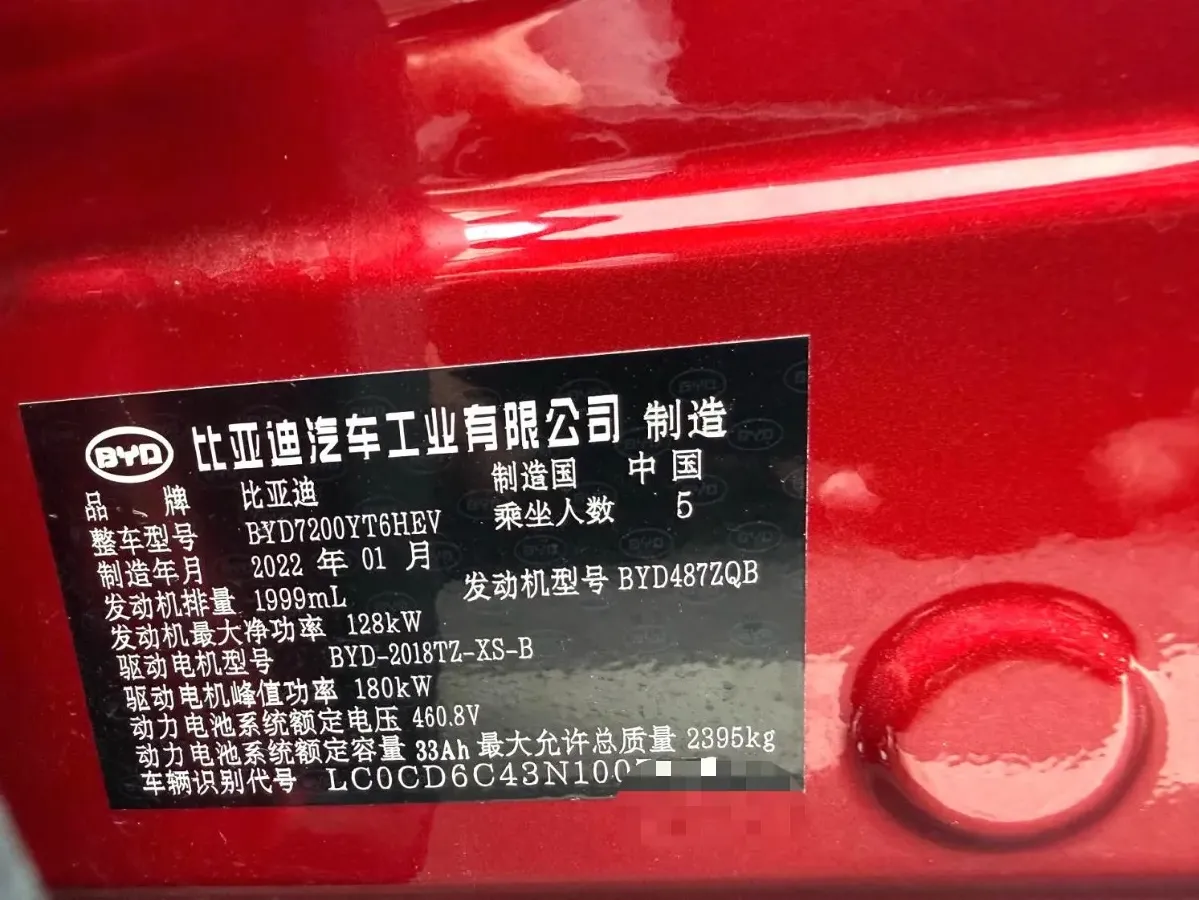 BYD 比亚迪汽车工业有限公司 制造
品牌 比亚迪 制造国 中国
整车型号 BYD7200YT6HEV 乘坐人数 5
制造年月 2022 年 01 月
发动机排量 1999mL 发动机型号 BYD487ZQB
发动机最大净功率 128kW
驱动电机型号 BYD-2018TZ-XS-B
驱动电机峰值功率 180kW
动力电池系统额定电压 460.8V
动力电池系统额定容量 33Ah 最大允许总质量 2395kg
车辆识别代号 LC0CD6C43N100